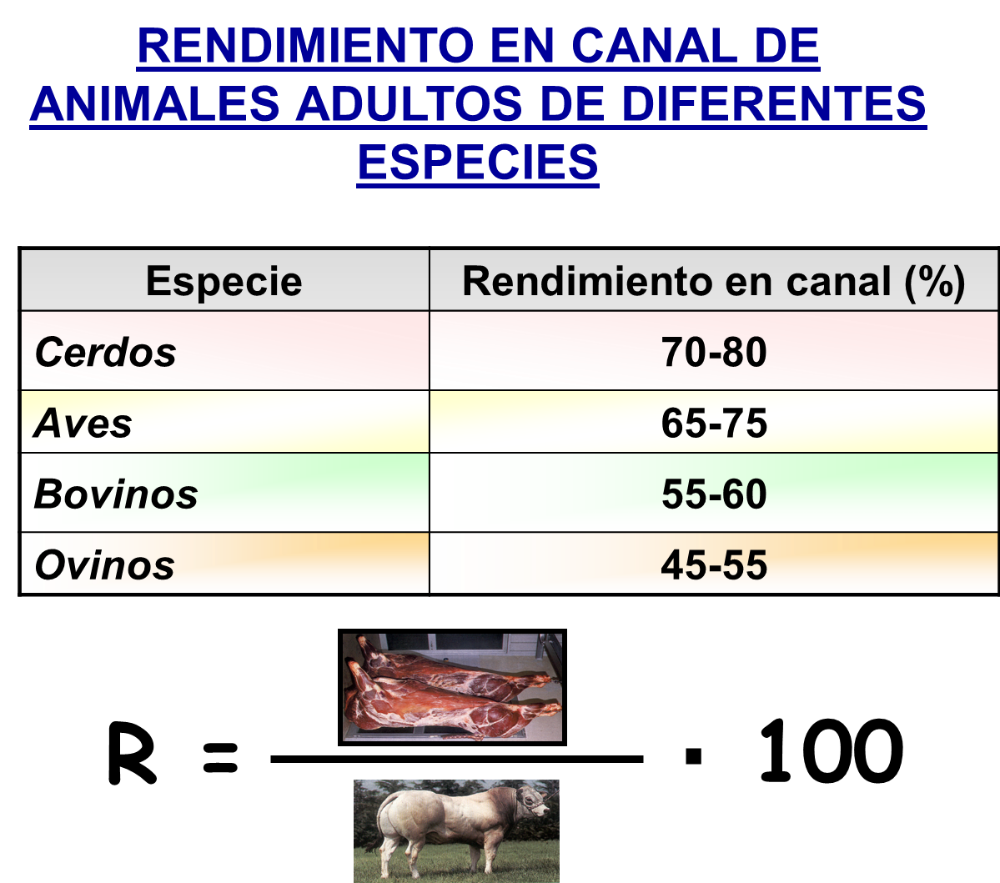 RENDIMIENTO EN CANAL DE
ANIMALES ADULTOS DE DIFERENTES
ESPECIES
Especie Rendimiento en canal (%)
Cerdos 70-80
Aves 65-75
Bovinos 55-60
Ovinos 45-55
R = · 100